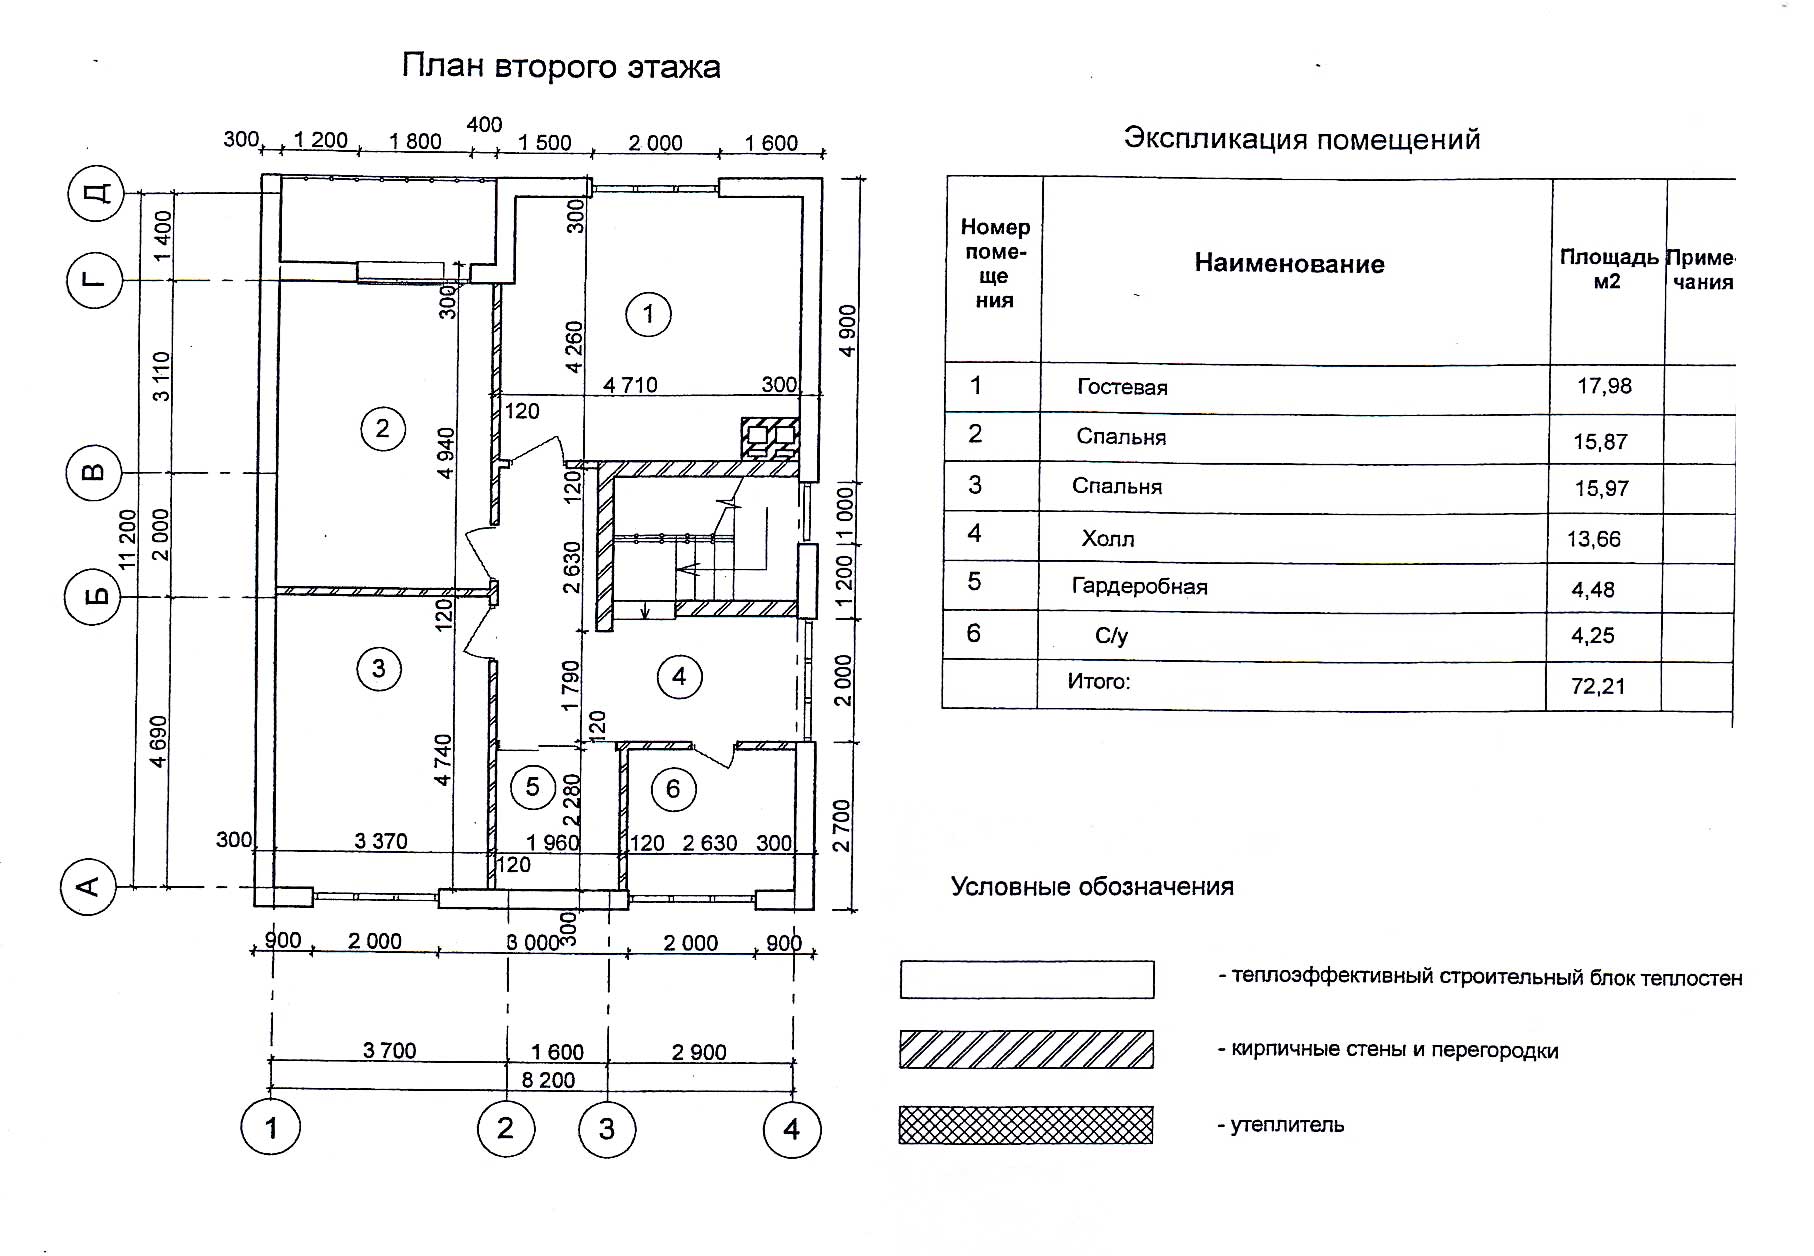 План второго этажа
300
1 200
1 800
400
1 500
2 000
1 600
Д
Г
В
Б
А
1 400
3 110
2 000
4 690
11 200
300
300
4 260
4 710
300
120
4 940
120
2 630
120
4 740
1 790
120
2 280
300
3 370
1 960
120
120
2 630
300
300
4 900
1 000
1 200
2 000
2 700
1
2
3
4
5
6
900
2 000
3 000
2 000
900
3 700
1 600
2 900
8 200
1
2
3
4
Экспликация помещений
Номер
поме-
ще
ния
Наименование
Площадь
м2
Приме-
чания
1 Гостевая 17,98
2 Спальня 15,87
3 Спальня 15,97
4 Холл 13,66
5 Гардеробная 4,48
6 С/у 4,25
Итого: 72,21
Условные обозначения
- теплоэффективный строительный блок теплостен
- кирпичные стены и перегородки
- утеплитель